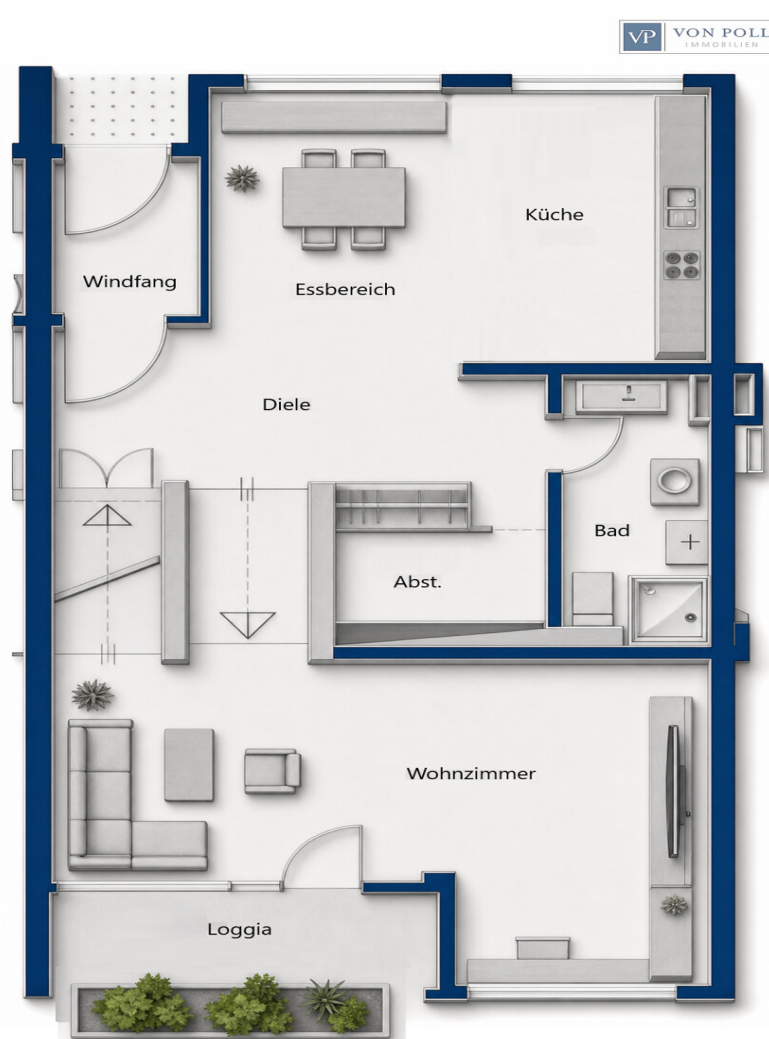 VP VON POLL
IMMOBILIEN
Küche
Windfang
Essbereich
Diele
Bad
Abst.
Wohnzimmer
Loggia